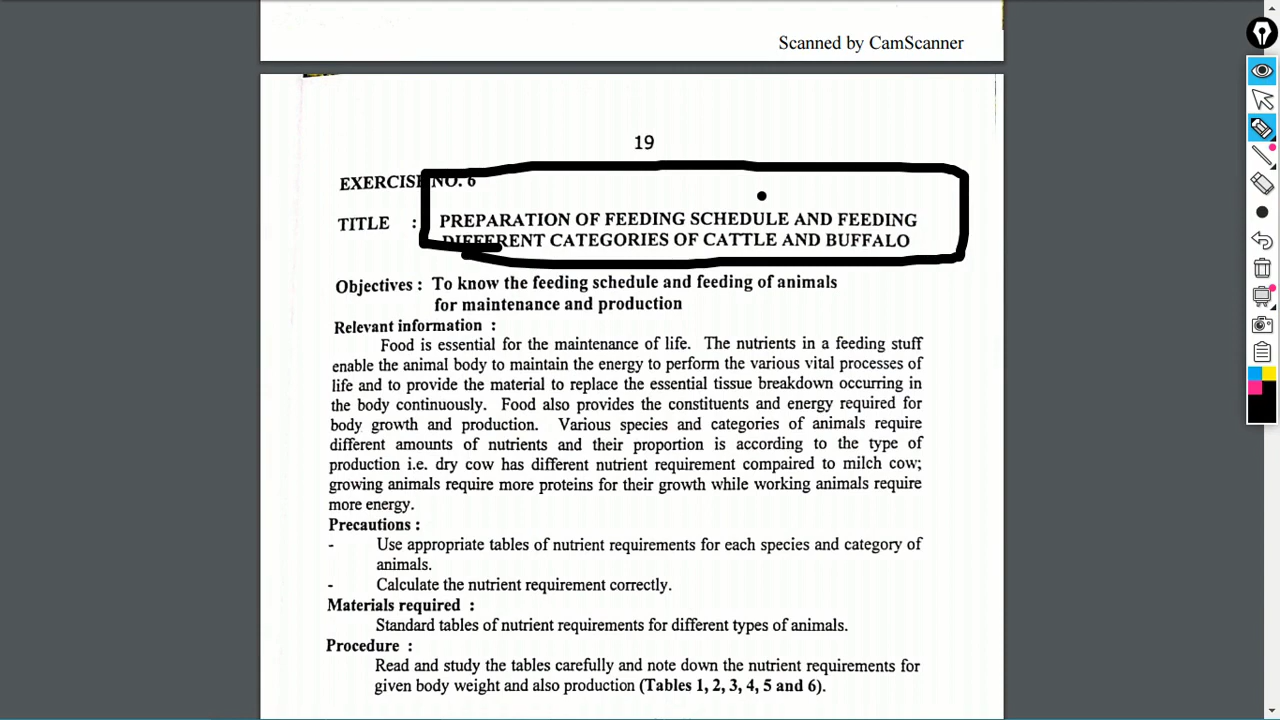 Scanned by CamScanner
19
EXERCISE NO. 6
TITLE : PREPARATION OF FEEDING SCHEDULE AND FEEDING
DIFFERENT CATEGORIES OF CATTLE AND BUFFALO
Objectives : To know the feeding schedule and feeding of animals
for maintenance and production
Relevant information :
Food is essential for the maintenance of life. The nutrients in a feeding stuff
enable the animal body to maintain the energy to perform the various vital processes of
life and to provide the material to replace the essential tissue breakdown occurring in
the body continuously. Food also provides the constituents and energy required for
body growth and production. Various species and categories of animals require
different amounts of nutrients and their proportion is according to the type of
production i.e. dry cow has different nutrient requirement compaired to milch cow;
growing animals require more proteins for their growth while working animals require
more energy.
Precautions :
- Use appropriate tables of nutrient requirements for each species and category of
animals.
- Calculate the nutrient requirement correctly.
Materials required :
Standard tables of nutrient requirements for different types of animals.
Procedure :
Read and study the tables carefully and note down the nutrient requirements for
given body weight and also production (Tables 1, 2, 3, 4, 5 and 6).